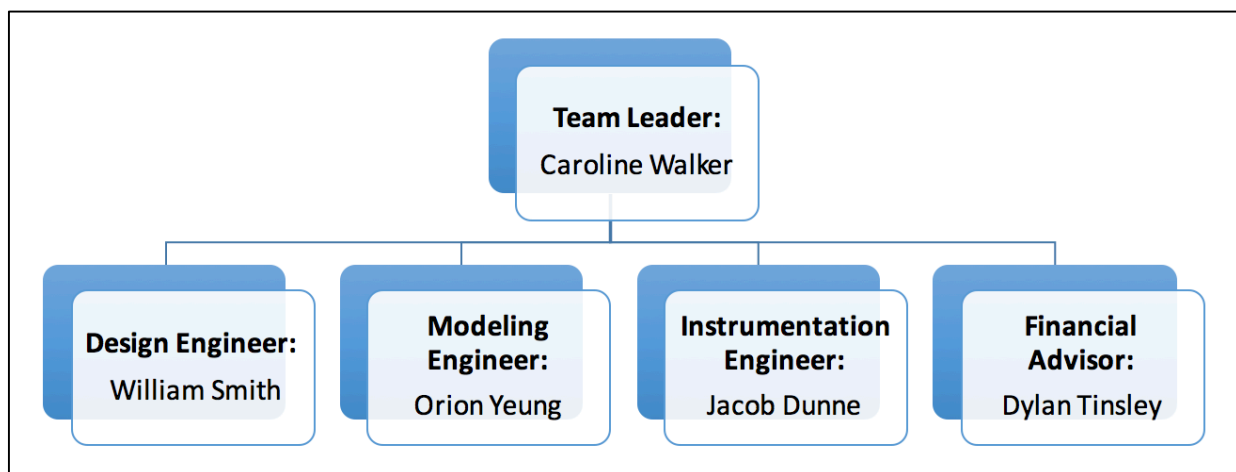 Team Leader:
Caroline Walker
Design Engineer:
William Smith
Modeling
Engineer:
Orion Yeung
Instrumentation
Engineer:
Jacob Dunne
Financial
Advisor:
Dylan Tinsley